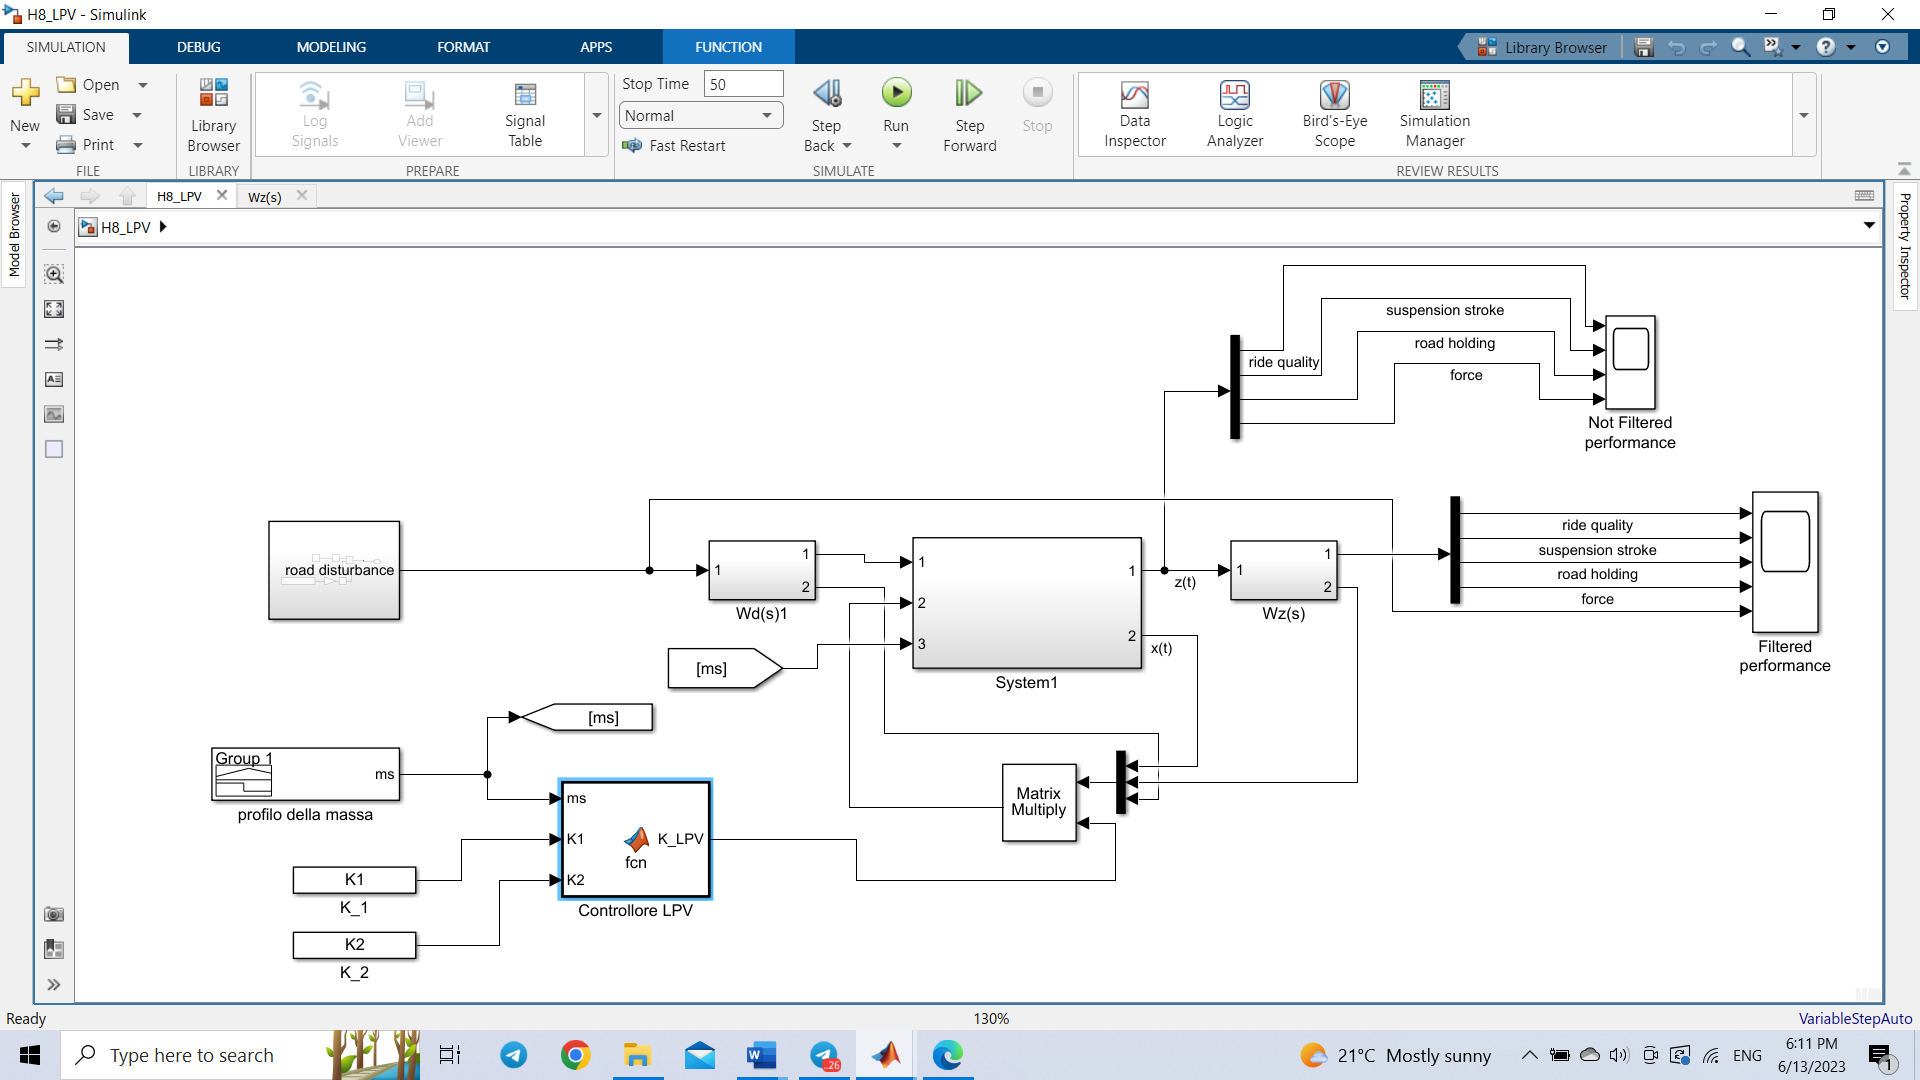 H8_LPV - Simulink
SIMULATION
DEBUG
MODELING
FORMAT
APPS
FUNCTION
Library Browser
New
Open
Save
Print
FILE
Library
Browser
LIBRARY
Log
Signals
Add
Viewer
Signal
Table
PREPARE
Stop Time
50
Normal
Fast Restart
Step
Back
Run
Step
Forward
Stop
SIMULATE
Data
Inspector
Logic
Analyzer
Bird's-Eye
Scope
Simulation
Manager
REVIEW RESULTS
Model Browser
H8_LPV
Wz(s)
H8_LPV
Property Inspector
suspension stroke
road holding
ride quality
force
Not Filtered
performance
road disturbance
1
1
2
Wd(s)1
1
2
3
1
2
System1
z(t)
x(t)
1
1
2
Wz(s)
ride quality
suspension stroke
road holding
force
Filtered
performance
[ms]
[ms]
Group 1
ms
profilo della massa
ms
K1
K2
fcn
K_LPV
Controllore LPV
Matrix
Multiply
K1
K_1
K2
K_2
Ready
130%
VariableStepAuto
Type here to search
..26
21°C Mostly sunny
ENG
6:11 PM
6/13/2023
1